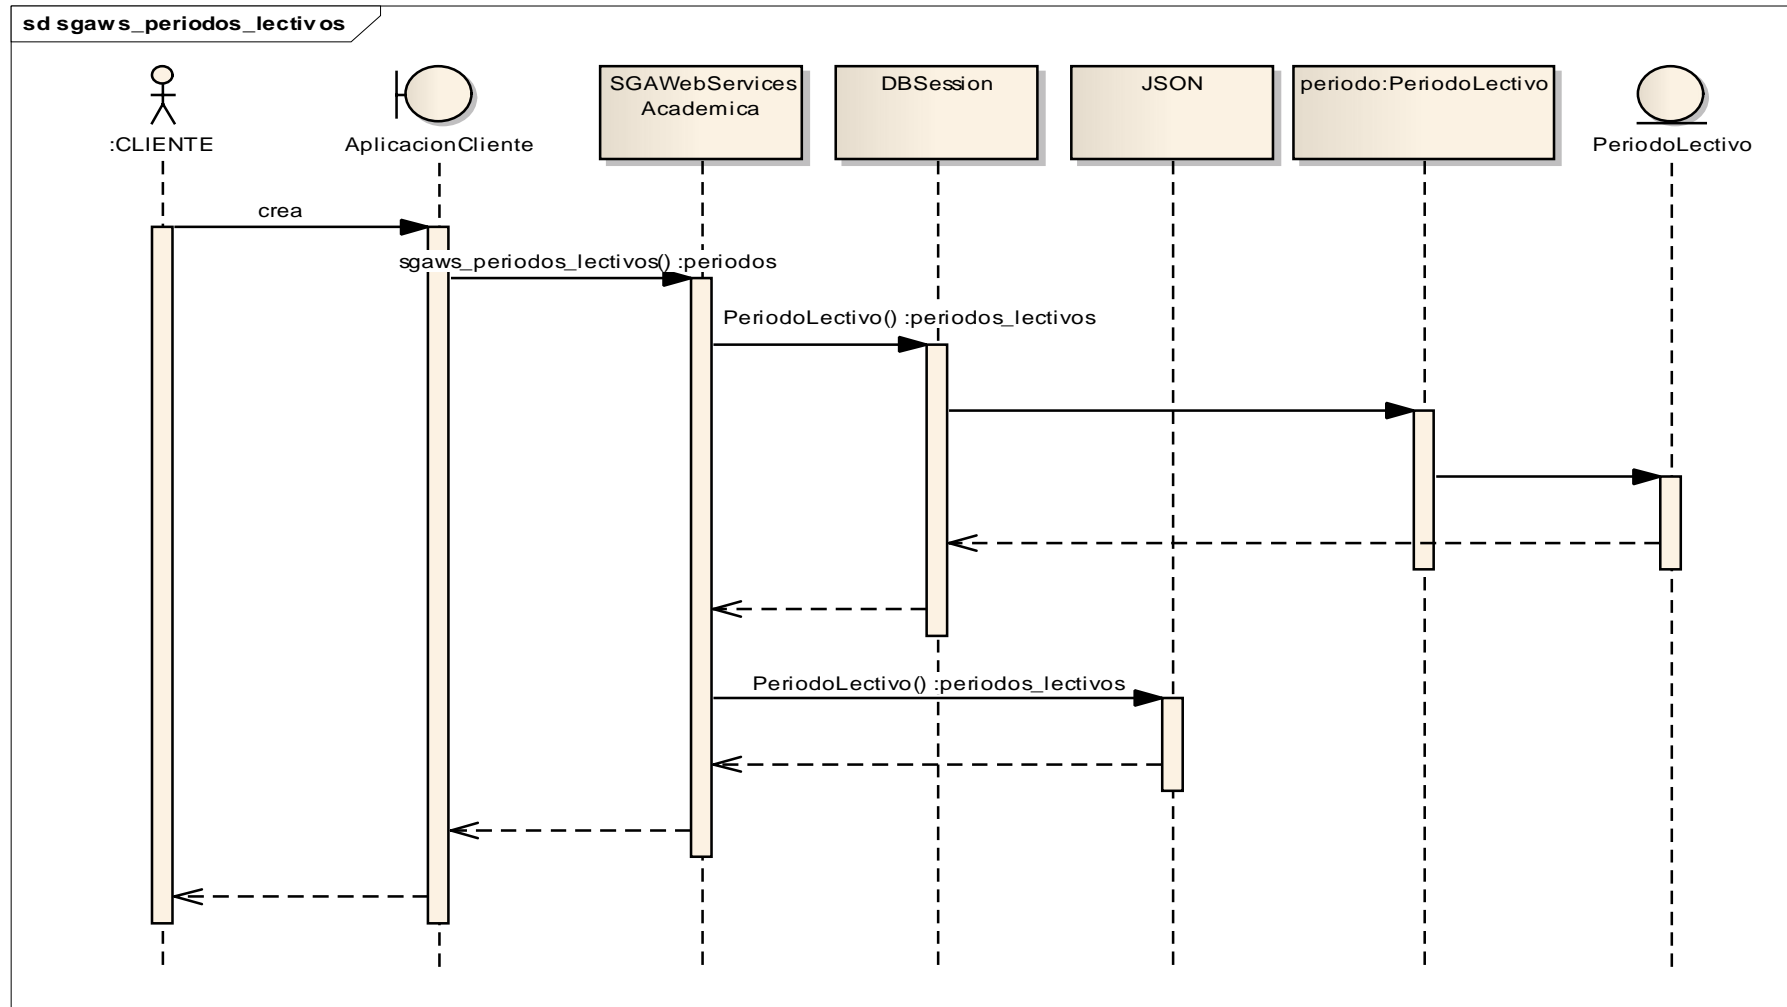 sd sgaws_periodos_lectivos
:CLIENTE
AplicacionCliente
SGAWebServices
Academica
DBSession
JSON
periodo:PeriodoLectivo
PeriodoLectivo
crea
sgaws_periodos_lectivos() :periodos
PeriodoLectivo() :periodos_lectivos
PeriodoLectivo() :periodos_lectivos